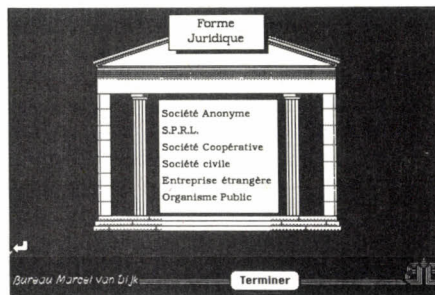 Forme
Juridique
Société Anonyme
S.P.R.L.
Société Coopérative
Société civile
Entreprise étrangère
Organisme Public
Bureau Marcel van Dijk
Terminer